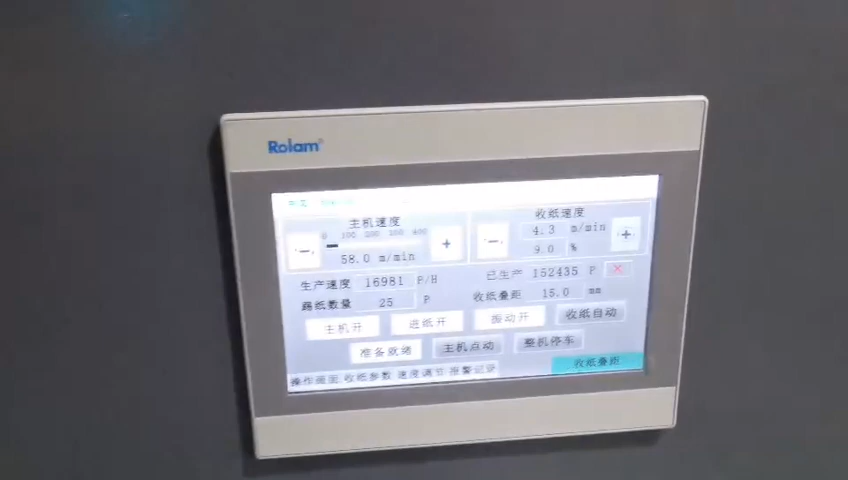 Rolam®
主机速度
收纸速度
0 100 200 300 400
4.3 m/min
- +
- +
58.0 m/min
9.0 %
生产速度 16981 P/H
已生产 152435 P ×
踢纸数量 25 P
收纸叠距 15.0 mm
主机开 进纸开 振动开 收纸自动
准备就绪 主机点动 整机停车
操作画面 收纸参数 速度调节 报警记录
收纸叠距